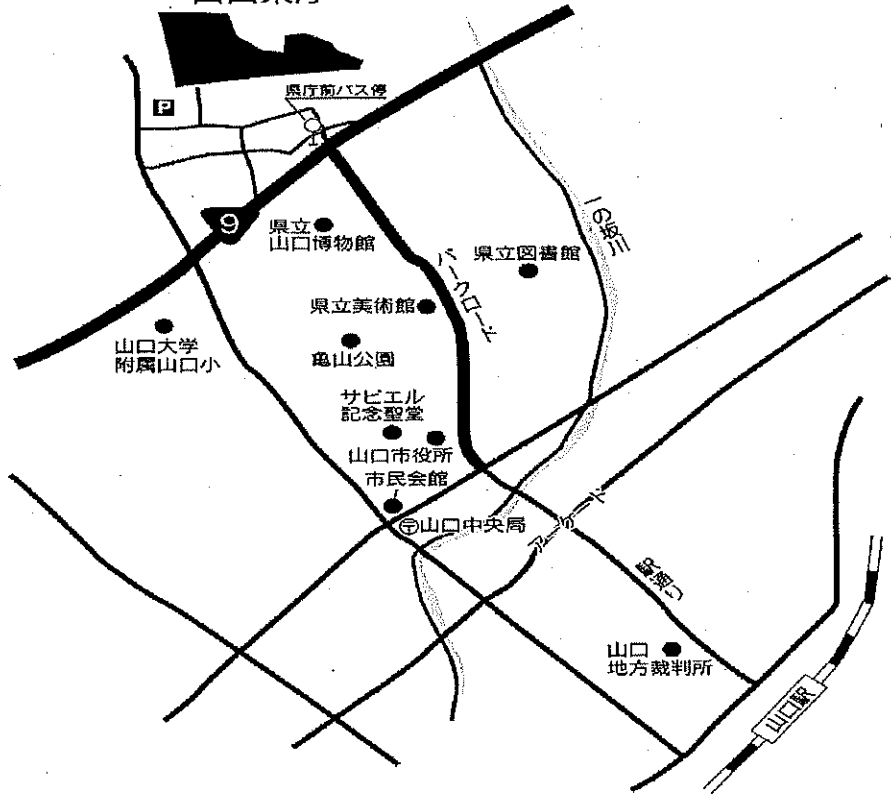 P
県庁前バス停
9
県立
山口博物館
一の坂川
県立図書館
パークロード
県立美術館
山口大学
附属山口小
亀山公園
サビエル
記念聖堂
山口市役所
市民会館
〒山口中央局
アーケード
駅通り
山口
地方裁判所
山口駅